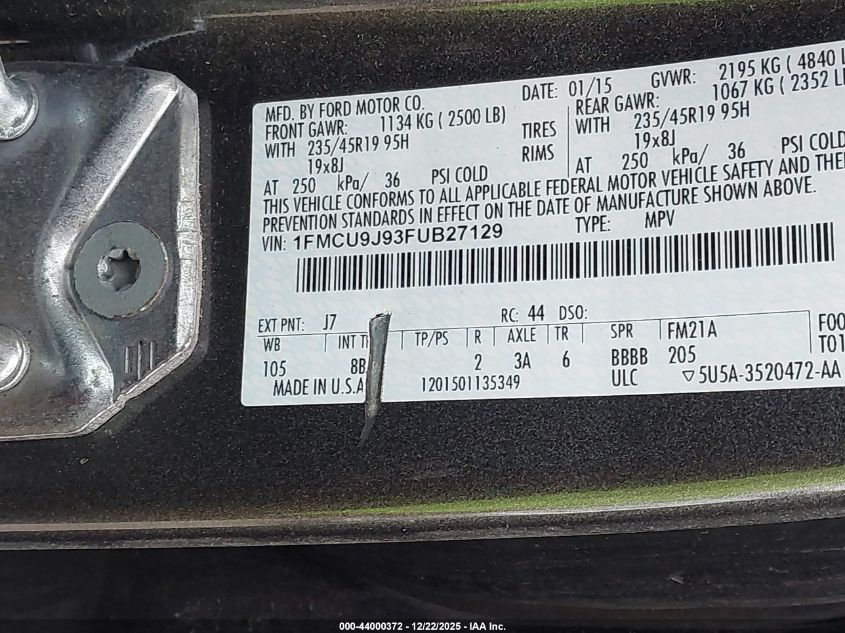 MFD. BY FORD MOTOR CO. DATE: 01/15 GVWR: 2195 KG ( 4840 L
FRONT GAWR: 1134 KG ( 2500 LB) REAR GAWR: 1067 KG ( 2352 LB
WITH 235/45R19 95H TIRES WITH 235/45R19 95H
19x8J RIMS 19x8J
AT 250 kPa/ 36 PSI COLD AT 250 kPa/ 36 PSI COLD
THIS VEHICLE CONFORMS TO ALL APPLICABLE FEDERAL MOTOR VEHICLE SAFETY AND THE
PREVENTION STANDARDS IN EFFECT ON THE DATE OF MANUFACTURE SHOWN ABOVE.
VIN: 1FMCU9J93FUB27129 TYPE: MPV
EXT PNT: J7 RC: 44 DSO:
WB INT T TP/PS R AXLE TR SPR FM21A FOO
105 8B 2 3A 6 BBBB 205 TO1
MADE IN U.S.A 1201501135349 ULC ▽5U5A-3520472-AA
000-44000372 - 12/22/2025 - IAA Inc.